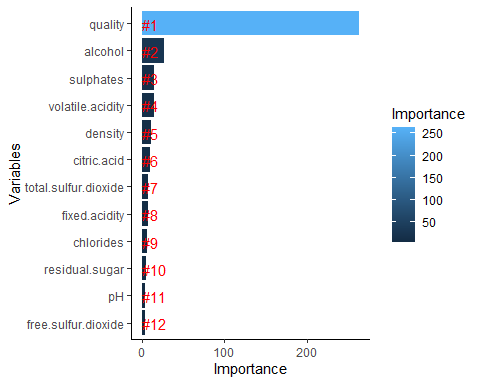 quality #1
alcohol #2
sulphates #3
volatile.acidity #4
density #5
citric.acid #6
total.sulfur.dioxide #7
fixed.acidity #8
chlorides #9
residual.sugar #10
pH #11
free.sulfur.dioxide #12
Variables
0 100 200
Importance
Importance
250
200
150
100
50